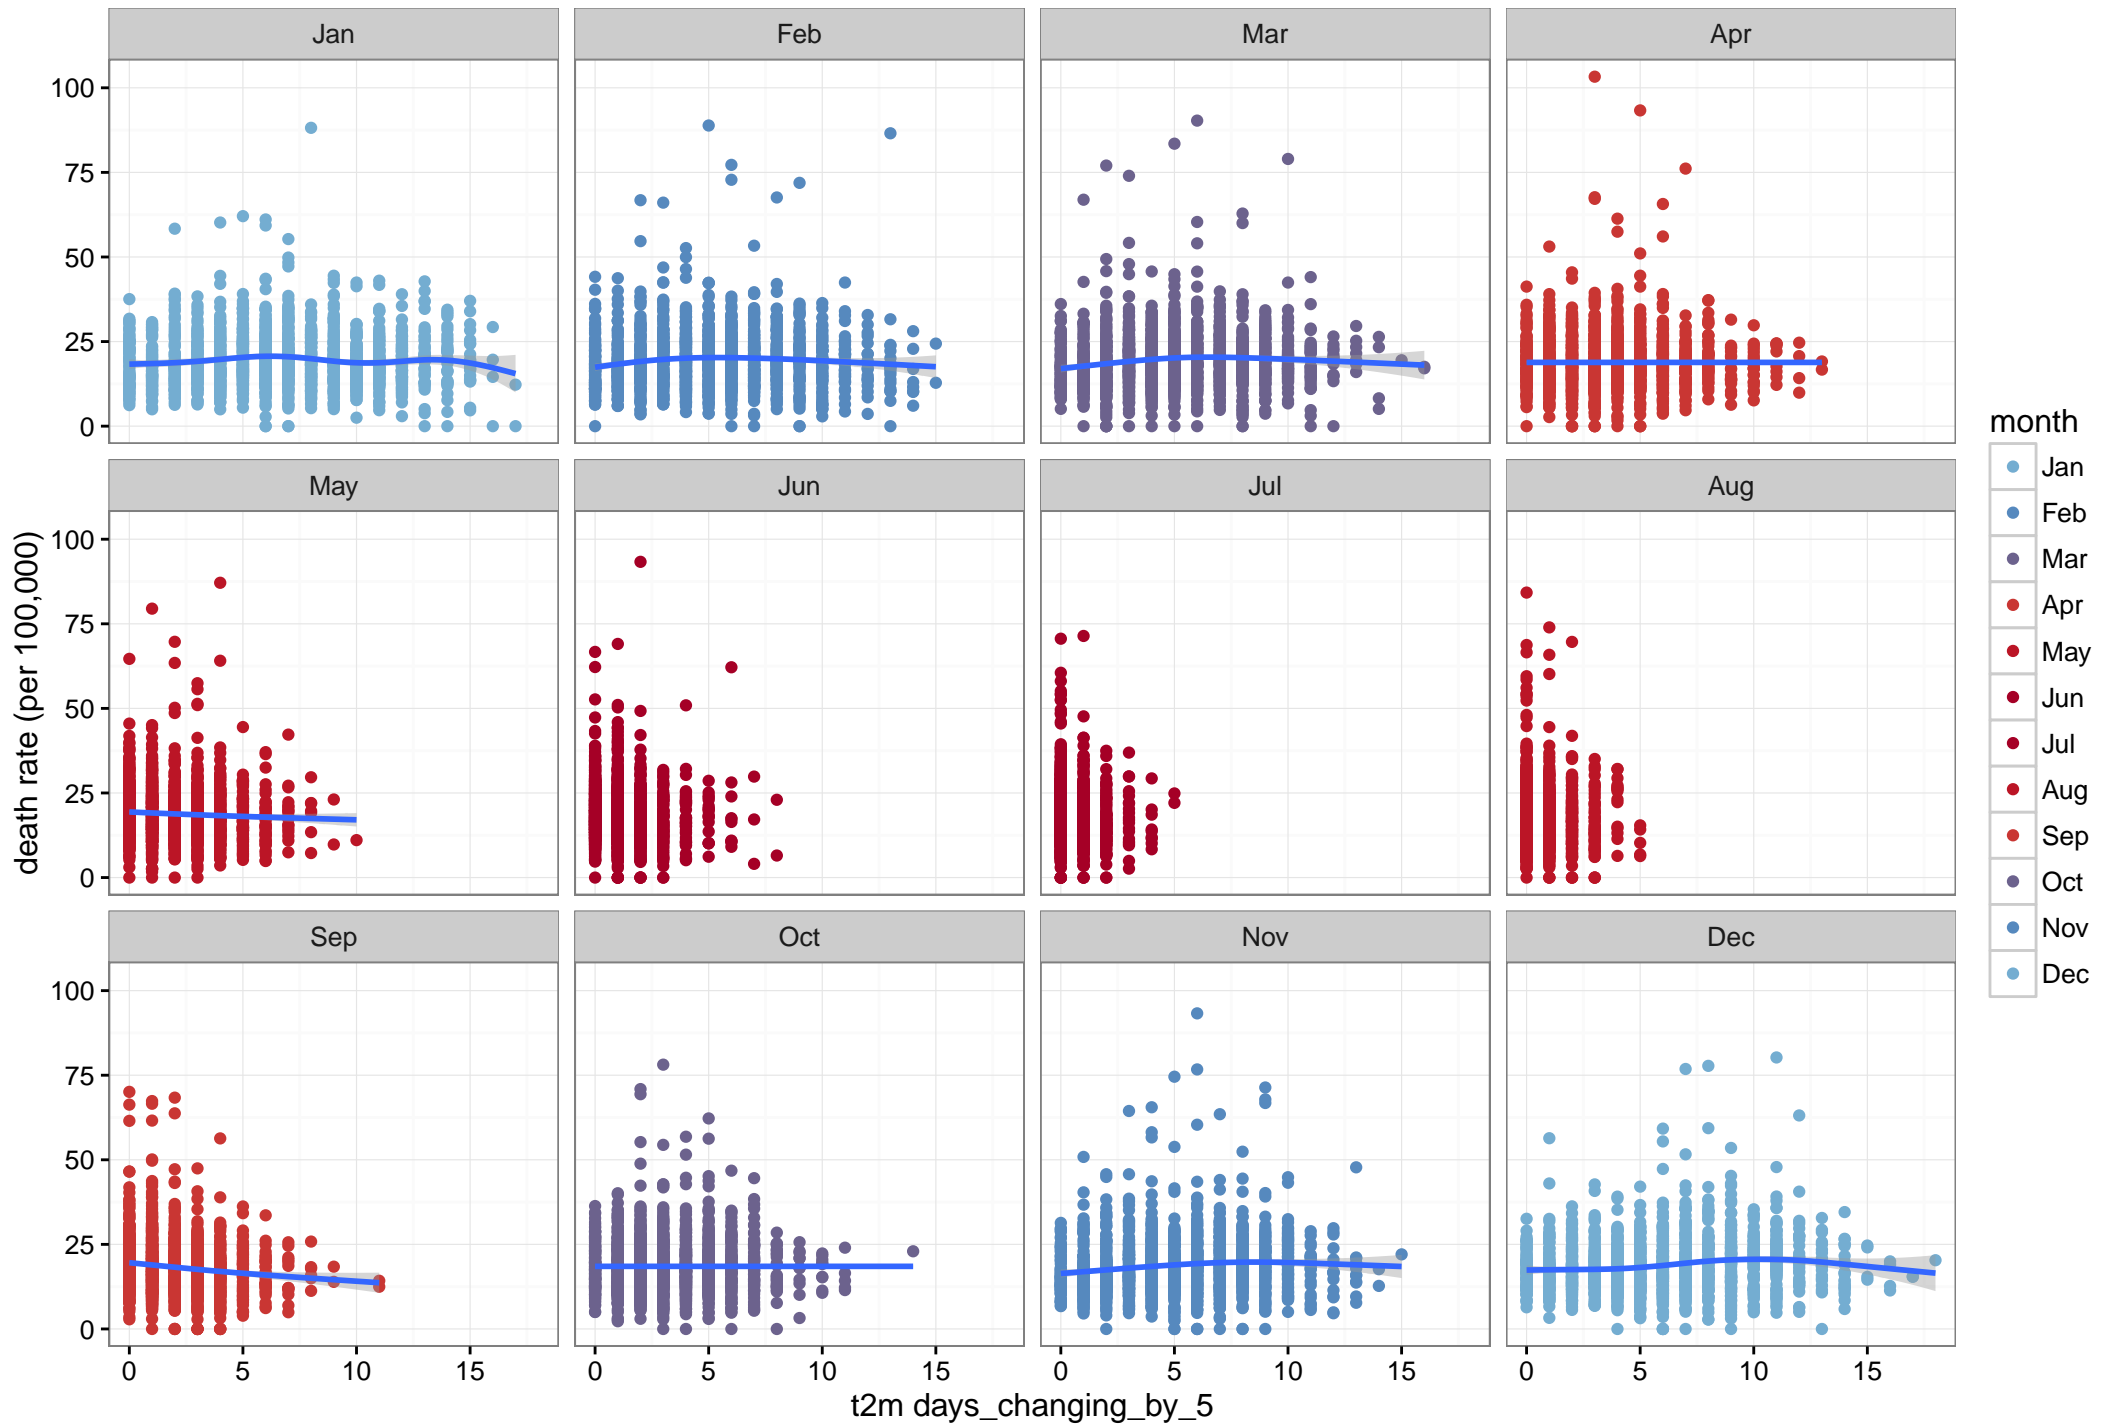 Jan Feb Mar Apr
100
75
50
25
0
May Jun Jul Aug
100
75
50
25
0
Sep Oct Nov Dec
100
75
50
25
0
0 5 10 15 0 5 10 15 0 5 10 15 0 5 10 15
t2m days_changing_by_5
death rate (per 100,000)
month
Jan
Feb
Mar
Apr
May
Jun
Jul
Aug
Sep
Oct
Nov
Dec